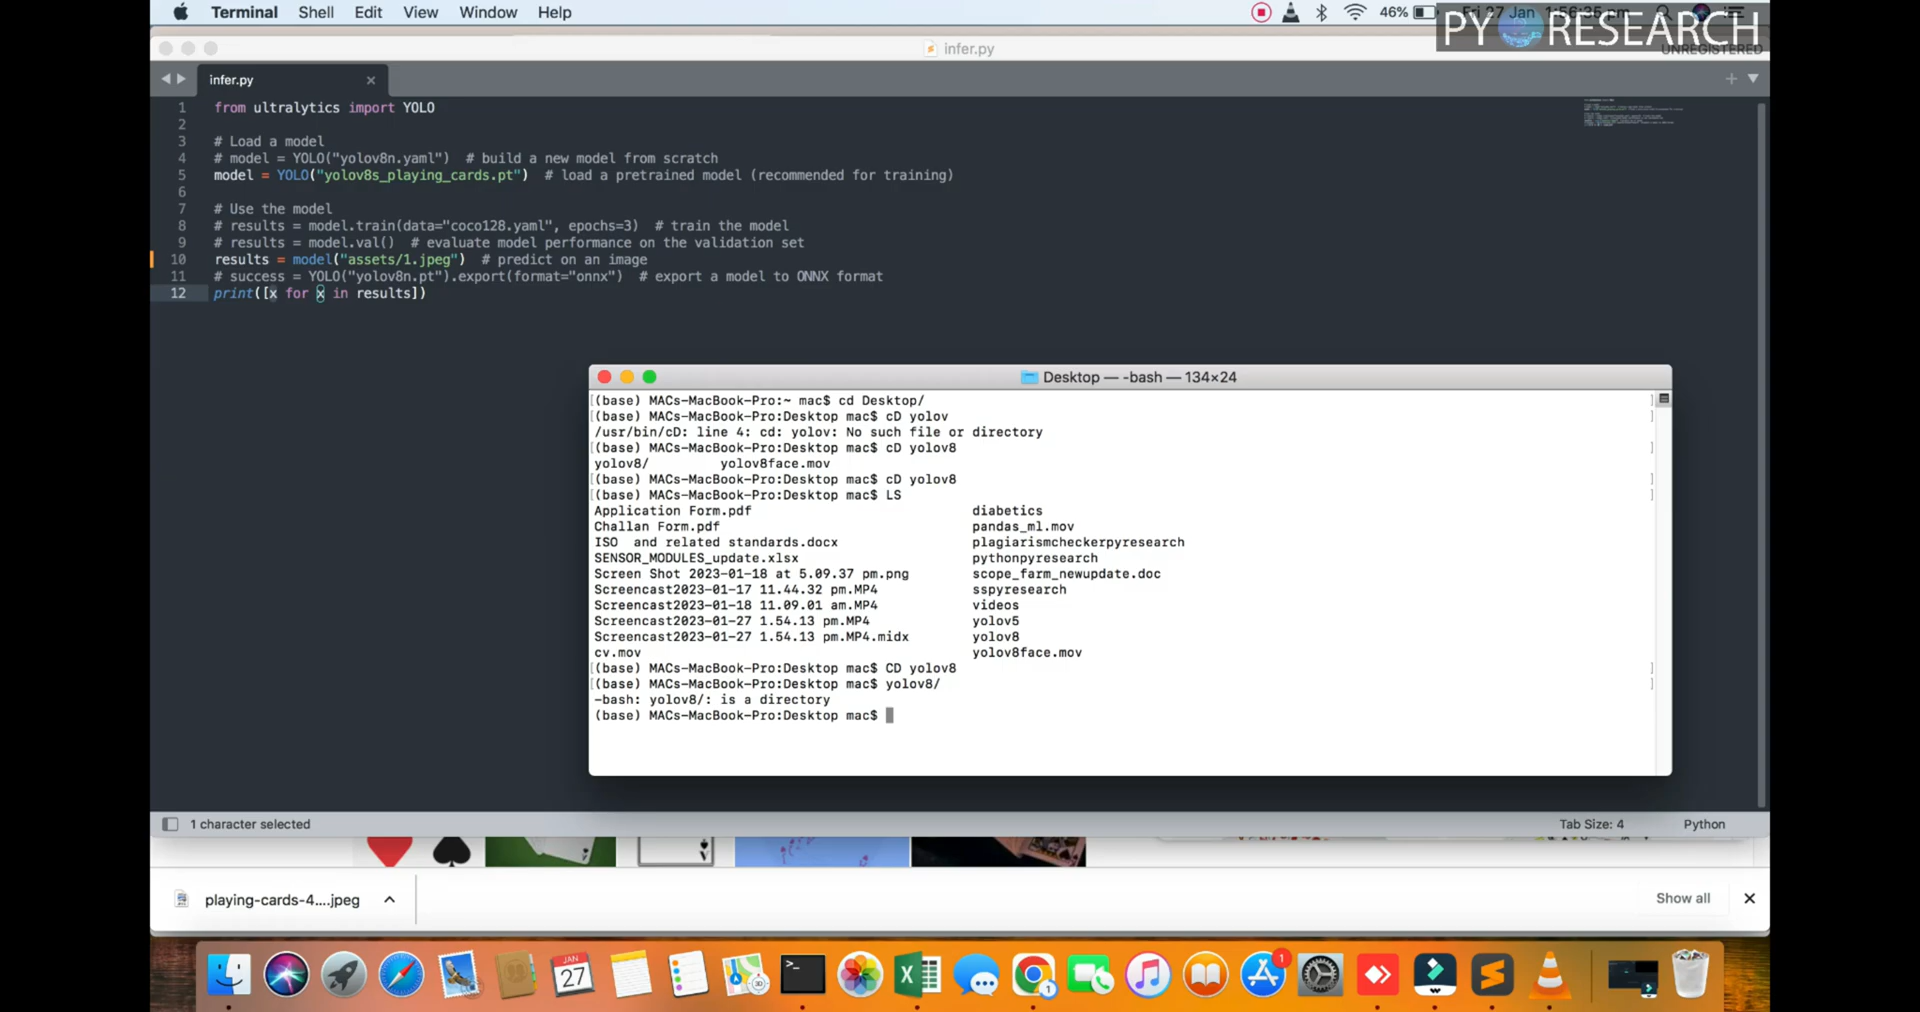 Terminal Shell Edit View Window Help 46% Fri 27 Jan 1:56:35 pm
PY RESEARCH
infer.py
UNREGISTERED
infer.py
1 from ultralytics import YOLO
2
3 # Load a model
4 # model = YOLO("yolov8n.yaml")  # build a new model from scratch
5 model = YOLO("yolov8s_playing_cards.pt")  # load a pretrained model (recommended for training)
6
7 # Use the model
8 # results = model.train(data="coco128.yaml", epochs=3)  # train the model
9 # results = model.val()  # evaluate model performance on the validation set
10 results = model("assets/1.jpeg")  # predict on an image
11 # success = YOLO("yolov8n.pt").export(format="onnx")  # export a model to ONNX format
12 print([x for x in results])
Desktop — -bash — 134×24
[(base) MACs-MacBook-Pro:~ mac$ cd Desktop/ ]
[(base) MACs-MacBook-Pro:Desktop mac$ cD yolov ]
/usr/bin/cD: line 4: cd: yolov: No such file or directory
[(base) MACs-MacBook-Pro:Desktop mac$ cD yolov8 ]
yolov8/ yolov8face.mov
[(base) MACs-MacBook-Pro:Desktop mac$ cD yolov8 ]
[(base) MACs-MacBook-Pro:Desktop mac$ LS ]
Application Form.pdf diabetics
Challan Form.pdf pandas_ml.mov
ISO  and related standards.docx plagiarismcheckerpyresearch
SENSOR_MODULES_update.xlsx pythonpyresearch
Screen Shot 2023-01-18 at 5.09.37 pm.png scope_farm_newupdate.doc
Screencast2023-01-17 11.44.32 pm.MP4 sspyresearch
Screencast2023-01-18 11.09.01 am.MP4 videos
Screencast2023-01-27 1.54.13 pm.MP4 yolov5
Screencast2023-01-27 1.54.13 pm.MP4.midx yolov8
cv.mov yolov8face.mov
[(base) MACs-MacBook-Pro:Desktop mac$ CD yolov8 ]
[(base) MACs-MacBook-Pro:Desktop mac$ yolov8/ ]
-bash: yolov8/: is a directory
(base) MACs-MacBook-Pro:Desktop mac$
1 character selected Tab Size: 4 Python
playing-cards-4....jpeg Show all
JAN
27
3D
1
1